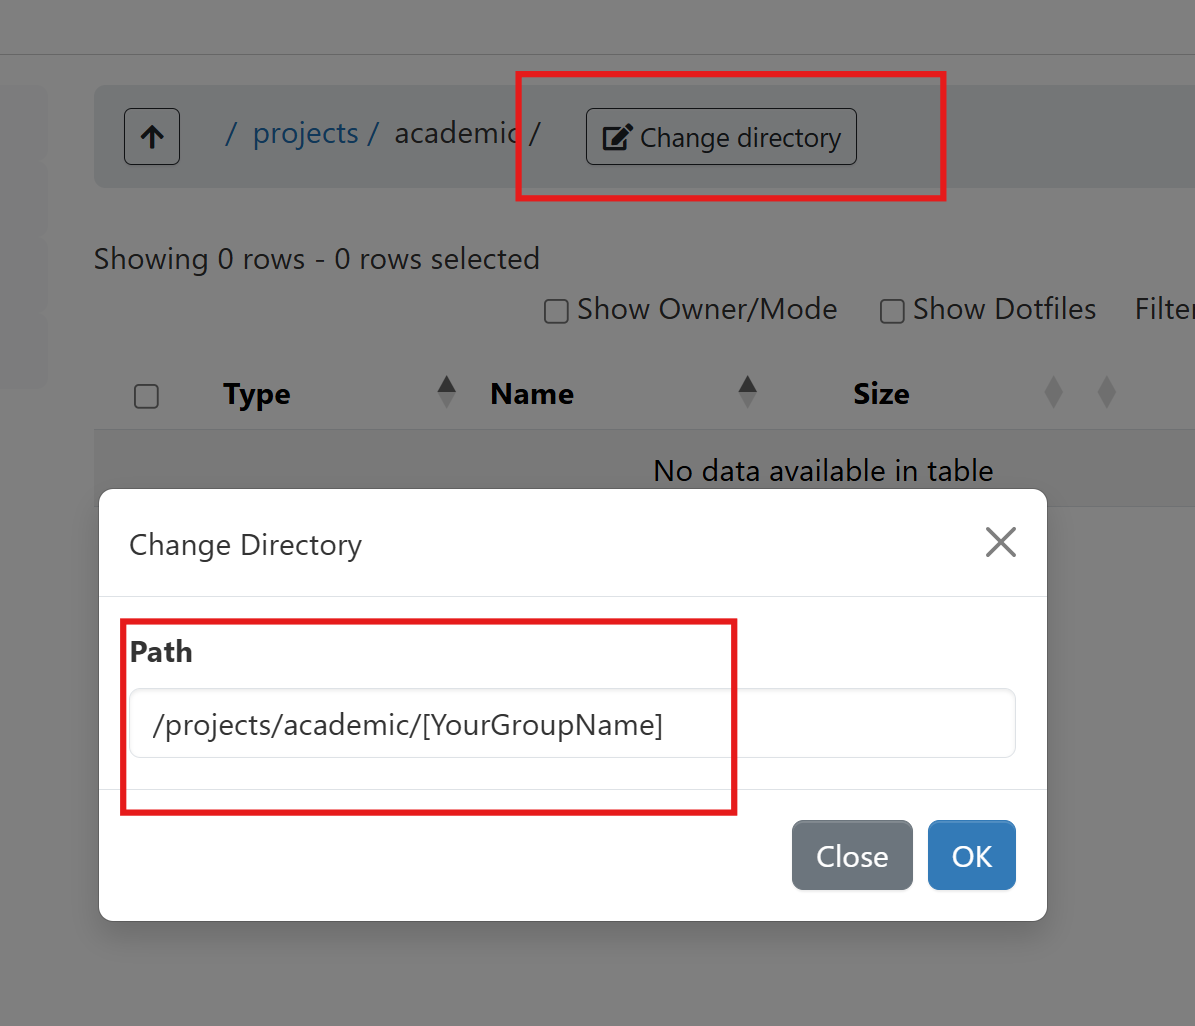 / projects / academic / Change directory
Showing 0 rows - 0 rows selected
Show Owner/Mode Show Dotfiles Filter
Type Name Size
No data available in table
Change Directory
Path
/projects/academic/[YourGroupName]
Close OK